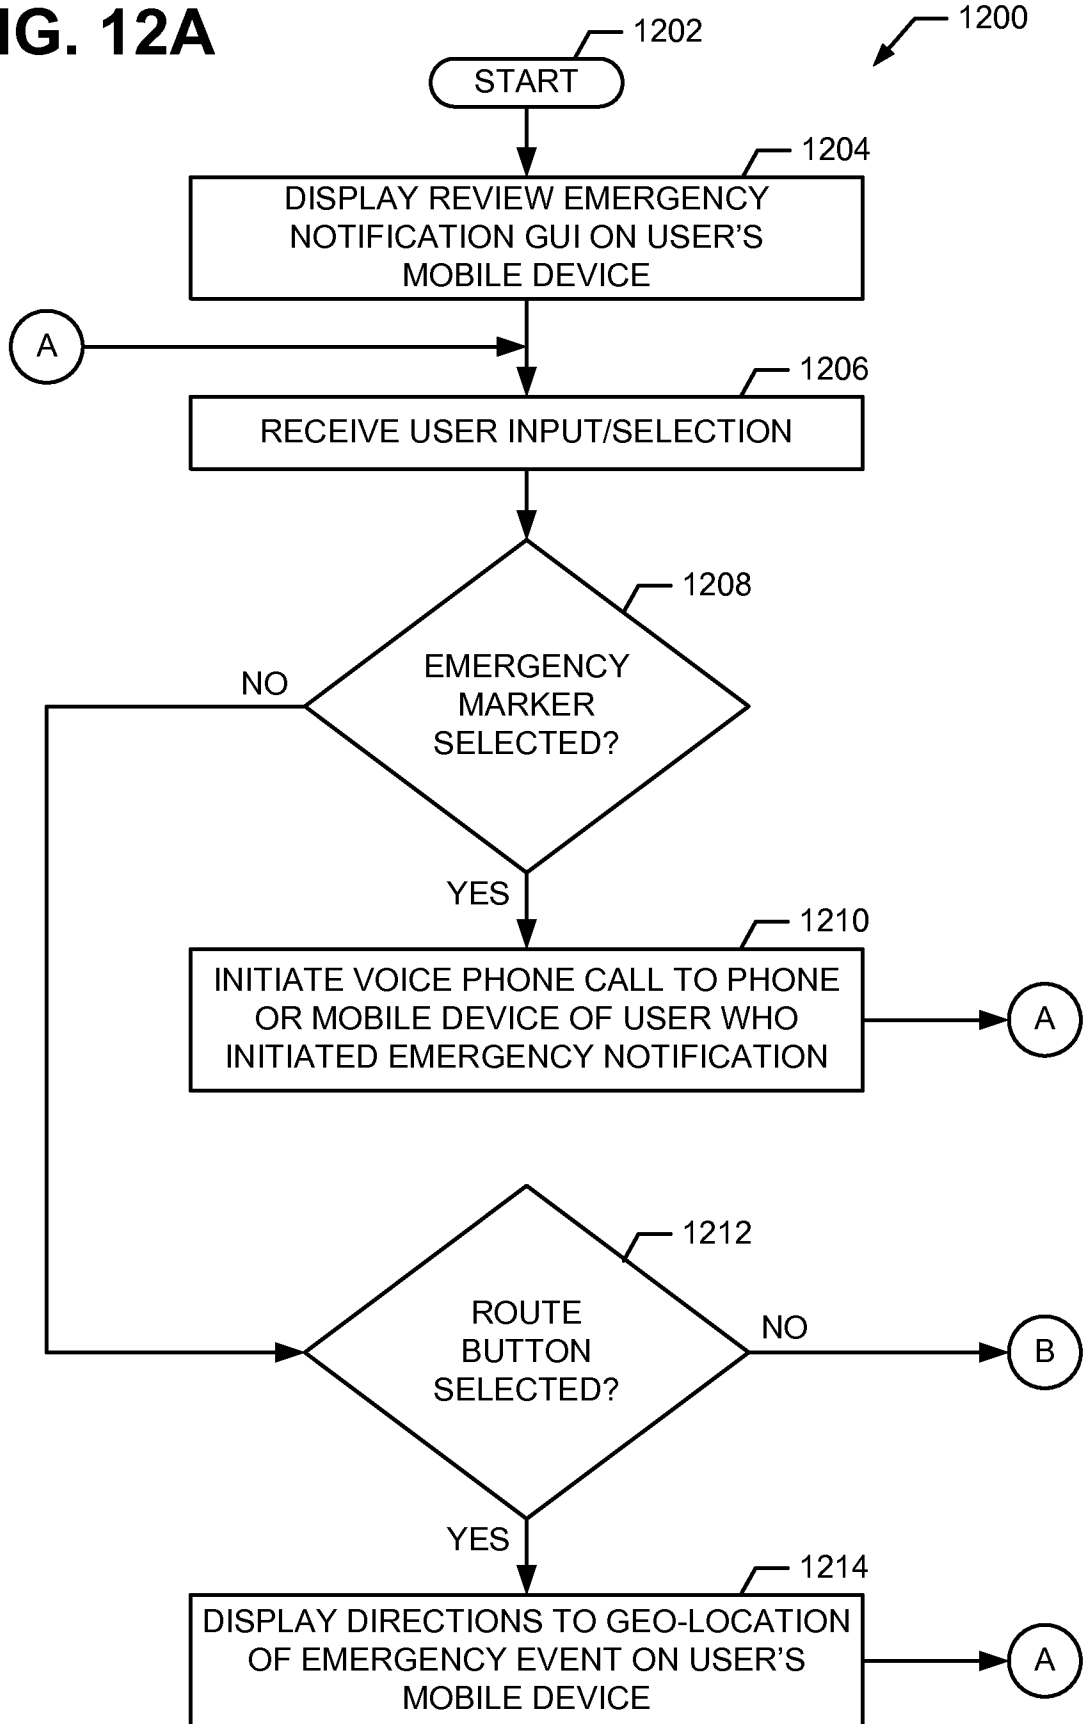 IG. 12A
1200
1202
START
1204
DISPLAY REVIEW EMERGENCY
NOTIFICATION GUI ON USER'S
MOBILE DEVICE
A
1206
RECEIVE USER INPUT/SELECTION
1208
EMERGENCY
MARKER
SELECTED?
NO
YES
1210
INITIATE VOICE PHONE CALL TO PHONE
OR MOBILE DEVICE OF USER WHO
INITIATED EMERGENCY NOTIFICATION
A
1212
ROUTE
BUTTON
SELECTED?
NO
B
YES
1214
DISPLAY DIRECTIONS TO GEO-LOCATION
OF EMERGENCY EVENT ON USER'S
MOBILE DEVICE
A